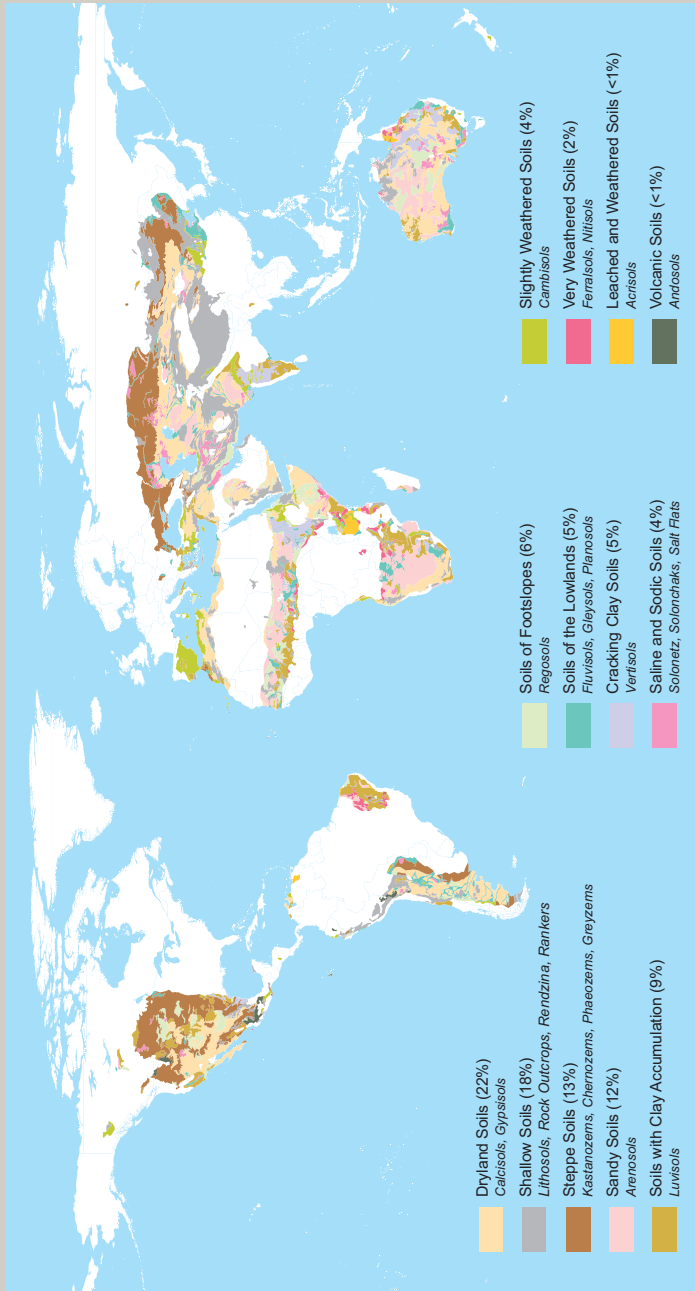 Dryland Soils (22%)
Calcisols, Gypsisols
Shallow Soils (18%)
Lithosols, Rock Outcrops, Rendzina, Rankers
Steppe Soils (13%)
Kastanozems, Chernozems, Phaeozems, Greyzems
Sandy Soils (12%)
Arenosols
Soils with Clay Accumulation (9%)
Luvisols
Soils of Footslopes (6%)
Regosols
Soils of the Lowlands (5%)
Fluvisols, Gleysols, Planosols
Cracking Clay Soils (5%)
Vertisols
Saline and Sodic Soils (4%)
Solonetz, Solonchaks, Salt Flats
Slightly Weathered Soils (4%)
Cambisols
Very Weathered Soils (2%)
Ferralsols, Nitisols
Leached and Weathered Soils (<1%)
Acrisols
Volcanic Soils (<1%)
Andosols